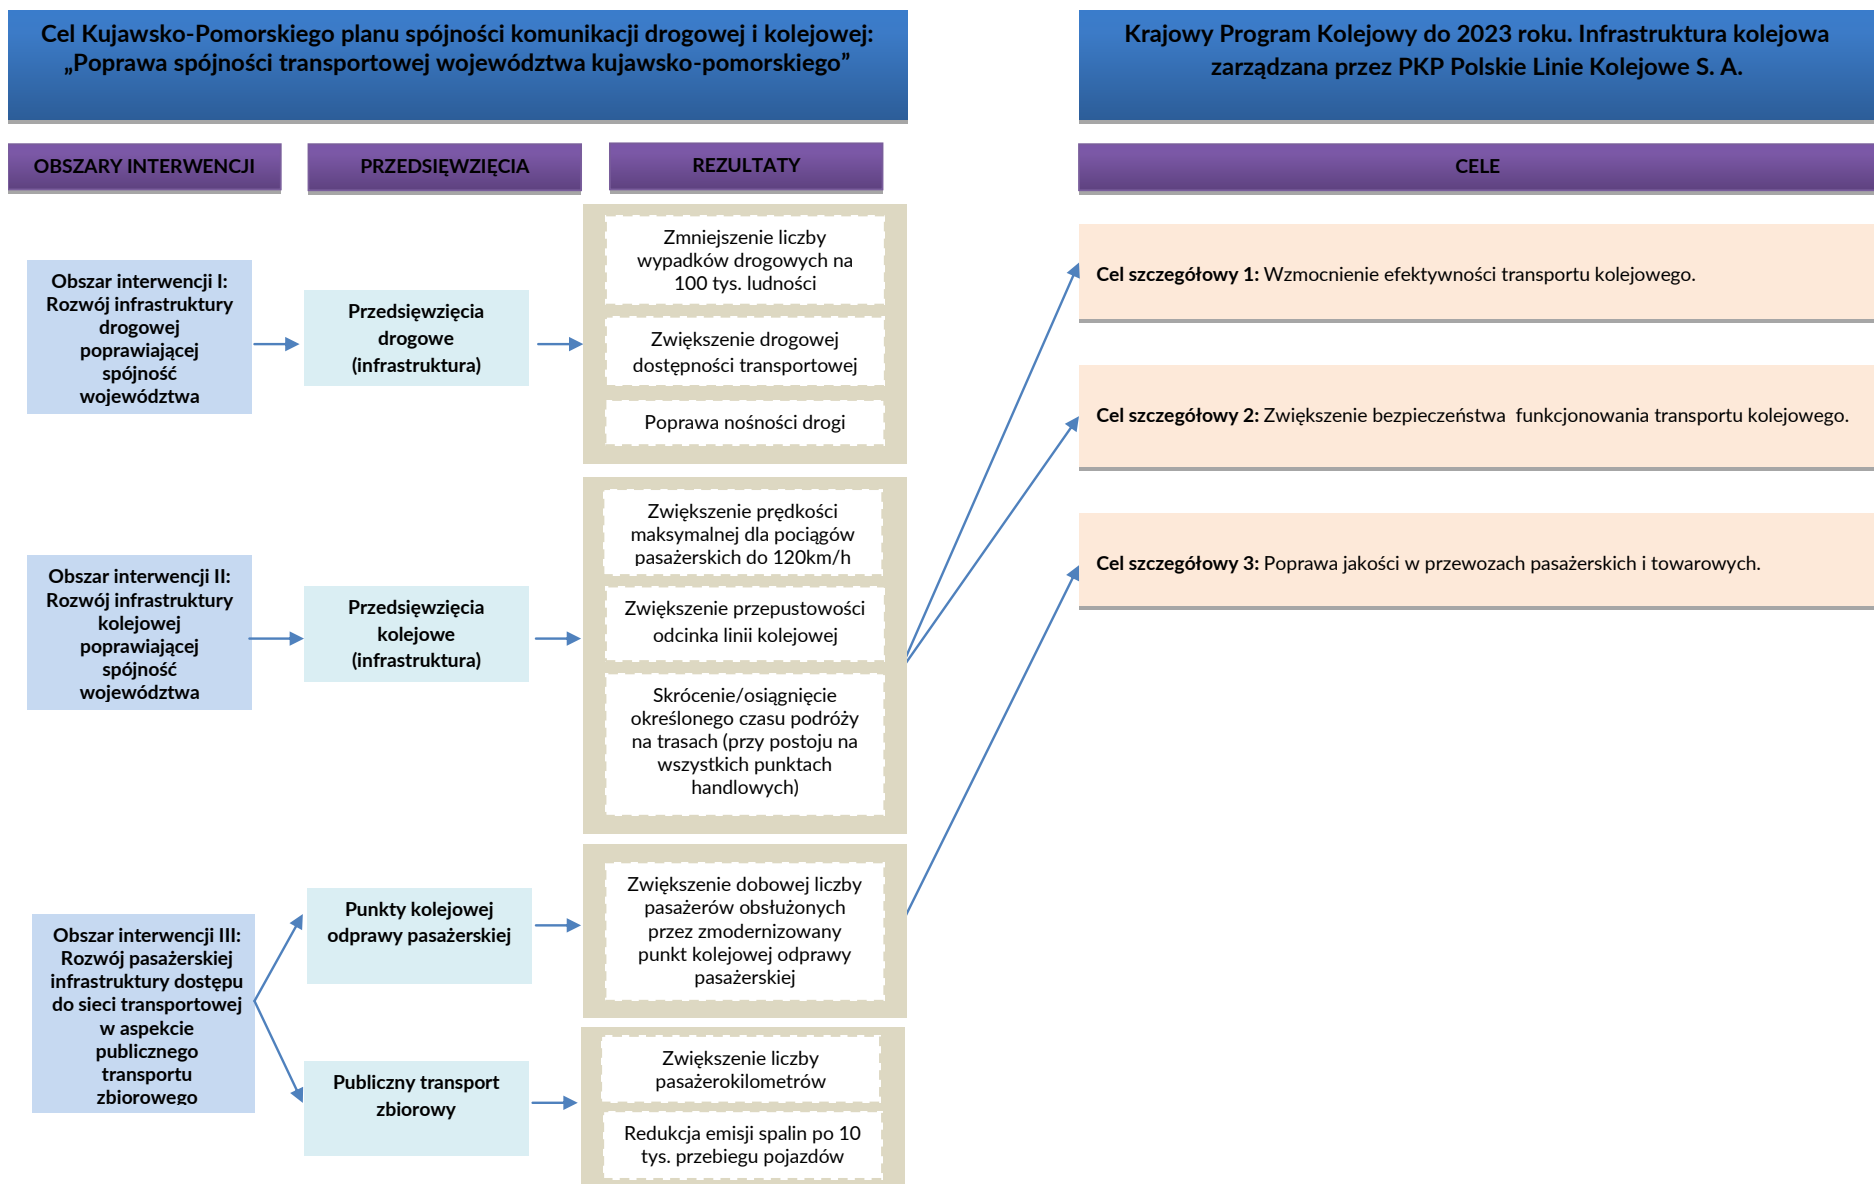 Cel Kujawsko-Pomorskiego planu spójności komunikacji drogowej i kolejowej:
„Poprawa spójności transportowej województwa kujawsko-pomorskiego”
Krajowy Program Kolejowy do 2023 roku. Infrastruktura kolejowa
zarządzana przez PKP Polskie Linie Kolejowe S. A.
OBSZARY INTERWENCJI
PRZEDSIĘWZIĘCIA
REZULTATY
CELE
Obszar interwencji I:
Rozwój infrastruktury
drogowej
poprawiającej
spójność
województwa
Przedsięwzięcia
drogowe
(infrastruktura)
Zmniejszenie liczby
wypadków drogowych na
100 tys. ludności
Zwiększenie drogowej
dostępności transportowej
Poprawa nośności drogi
Obszar interwencji II:
Rozwój infrastruktury
kolejowej
poprawiającej
spójność
województwa
Przedsięwzięcia
kolejowe
(infrastruktura)
Zwiększenie prędkości
maksymalnej dla pociągów
pasażerskich do 120km/h
Zwiększenie przepustowości
odcinka linii kolejowej
Skrócenie/osiągnięcie
określonego czasu podróży
na trasach (przy postoju na
wszystkich punktach
handlowych)
Obszar interwencji III:
Rozwój pasażerskiej
infrastruktury dostępu
do sieci transportowej
w aspekcie
publicznego
transportu
zbiorowego
Punkty kolejowej
odprawy pasażerskiej
Zwiększenie dobowej liczby
pasażerów obsłużonych
przez zmodernizowany
punkt kolejowej odprawy
pasażerskiej
Publiczny transport
zbiorowy
Zwiększenie liczby
pasażerokilometrów
Redukcja emisji spalin po 10
tys. przebiegu pojazdów
Cel szczegółowy 1: Wzmocnienie efektywności transportu kolejowego.
Cel szczegółowy 2: Zwiększenie bezpieczeństwa  funkcjonowania transportu kolejowego.
Cel szczegółowy 3: Poprawa jakości w przewozach pasażerskich i towarowych.